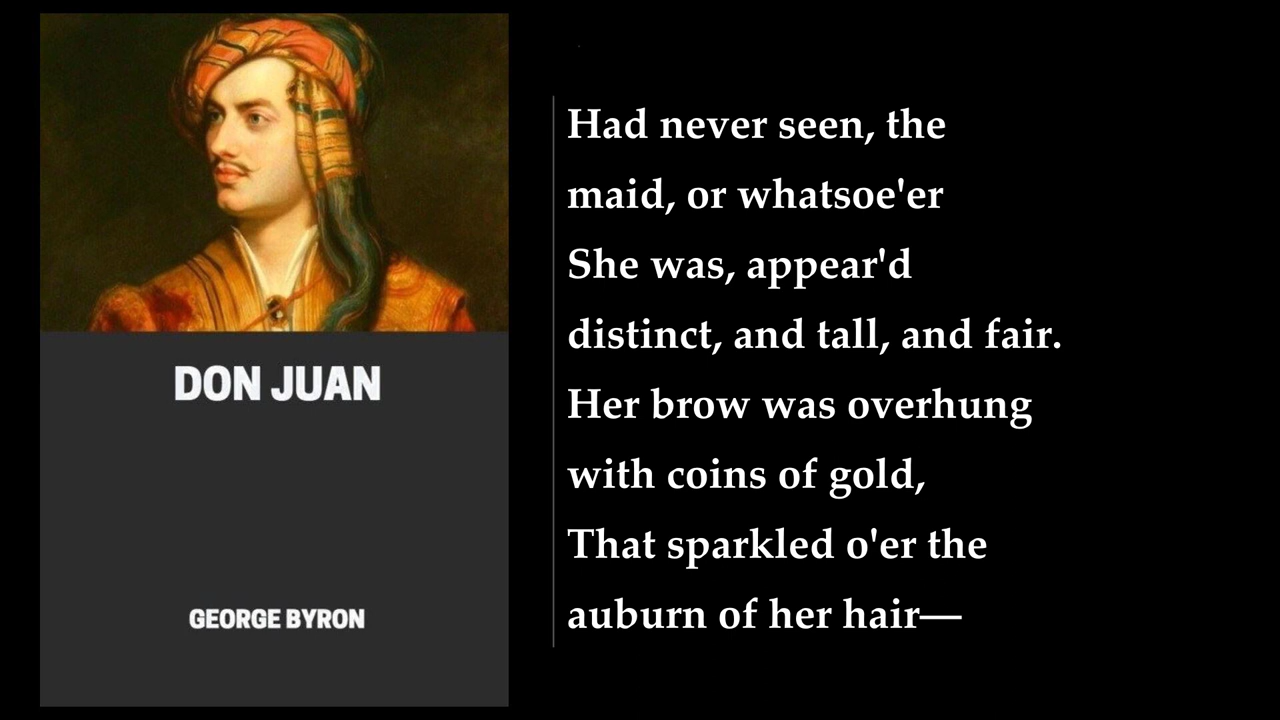 DON JUAN
GEORGE BYRON
Had never seen, the
maid, or whatsoe'er
She was, appear'd
distinct, and tall, and fair.
Her brow was overhung
with coins of gold,
That sparkled o'er the
auburn of her hair—